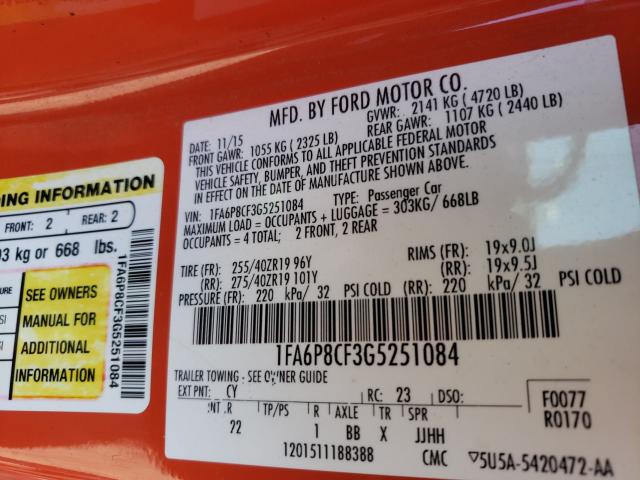 MFD. BY FORD MOTOR CO.
DATE: 11/15 GVWR: 2141 KG ( 4720 LB)
FRONT GAWR: 1055 KG ( 2325 LB) REAR GAWR: 1107 KG ( 2440 LB)
THIS VEHICLE CONFORMS TO ALL APPLICABLE FEDERAL MOTOR
VEHICLE SAFETY, BUMPER, AND THEFT PREVENTION STANDARDS
IN EFFECT ON THE DATE OF MANUFACTURE SHOWN ABOVE.
VIN: 1FA6P8CF3G5251084 TYPE: Passenger Car
MAXIMUM LOAD = OCCUPANTS + LUGGAGE = 303KG/ 668LB
OCCUPANTS = 4 TOTAL; 2 FRONT, 2 REAR
TIRE (FR): 255/40ZR19 96Y RIMS (FR): 19x9.0J
(RR): 275/40ZR19 101Y (RR): 19x9.5J
PRESSURE (FR): 220 kPa/ 32 PSI COLD (RR): 220 kPa/ 32 PSI COLD
1FA6P8CF3G5251084
TRAILER TOWING: SEE OWNER GUIDE
EXT PNT: CY RC: 23 DSO: F0077
R0170
INT TR TP/PS R AXLE TR SPR
22 1 BB X JJHH
1201511188388 CMC ▽5U5A-5420472-AA
DING INFORMATION
FRONT: 2 REAR: 2
03 kg or 668 lbs.
SEE OWNERS
MANUAL FOR
ADDITIONAL
INFORMATION
1FA6P8CF3G5251084